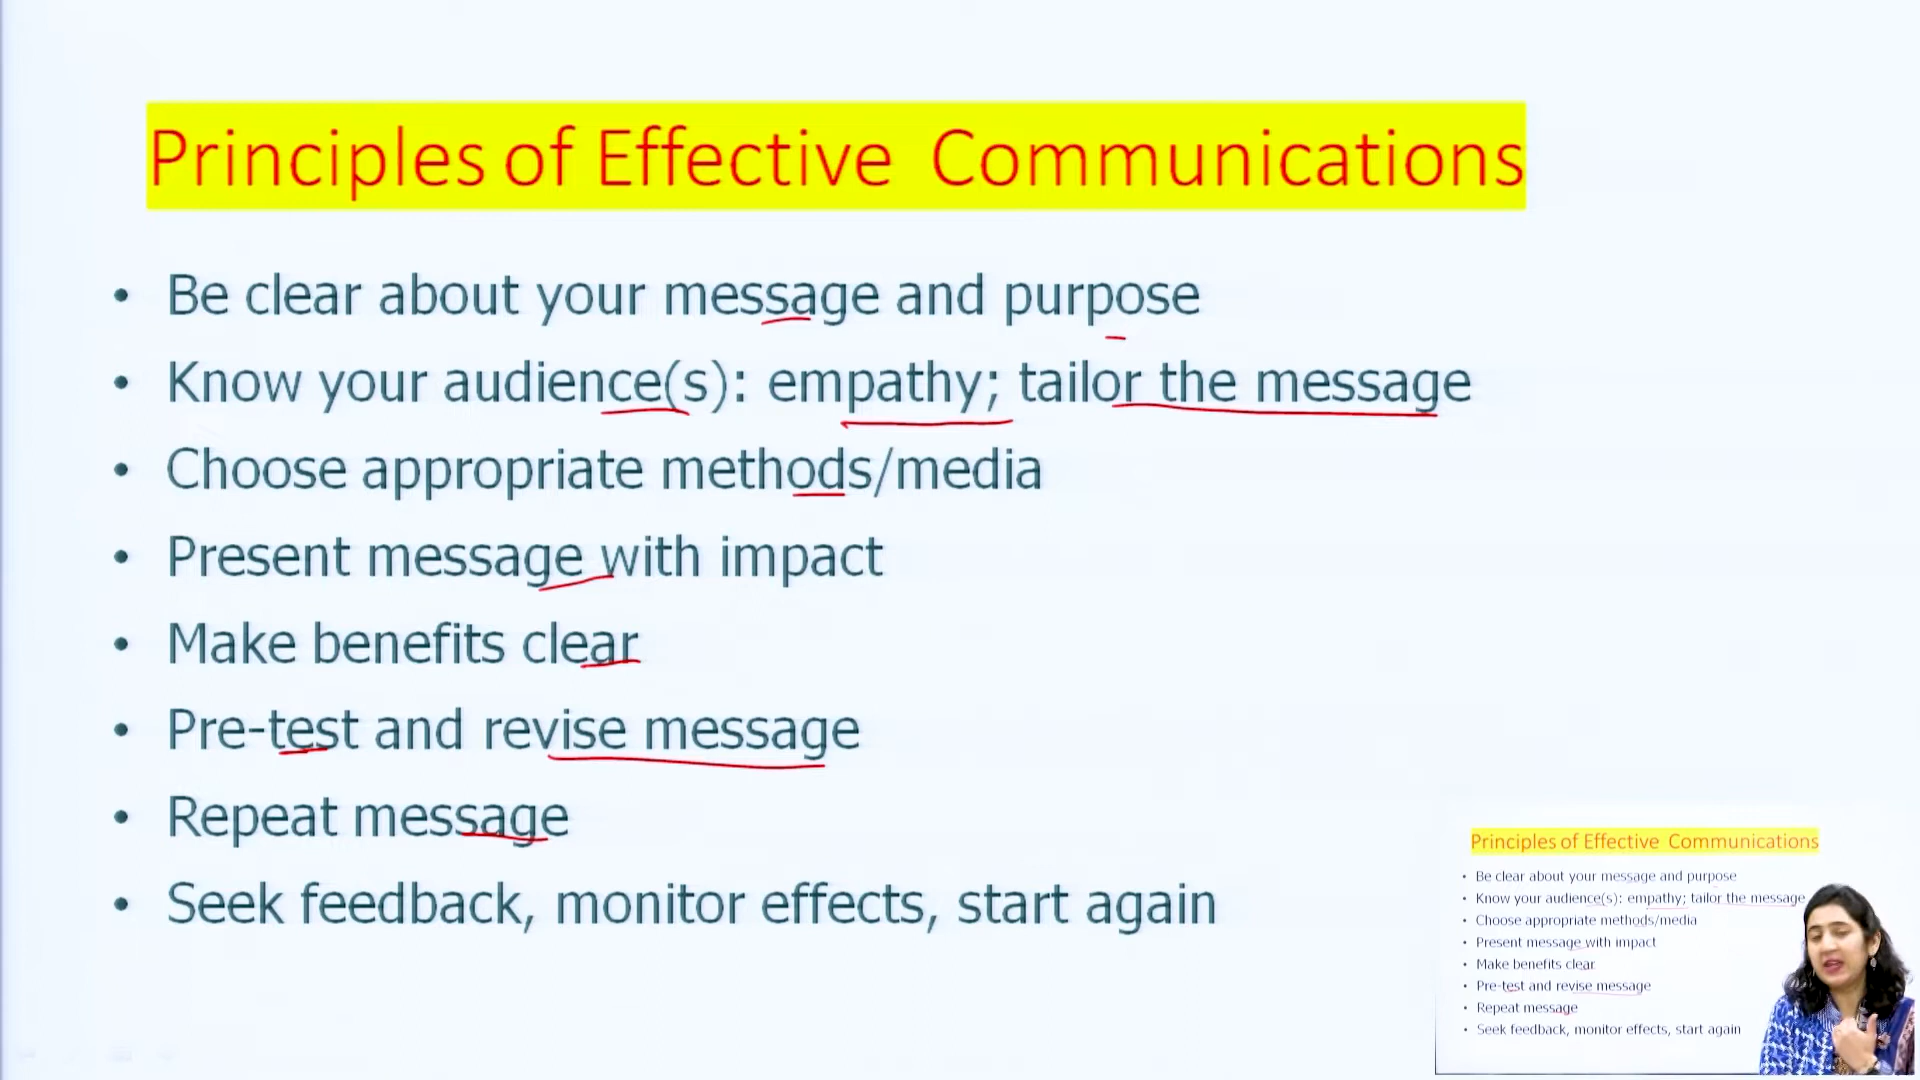 Principles of Effective Communications
• Be clear about your message and purpose
• Know your audience(s): empathy; tailor the message
• Choose appropriate methods/media
• Present message with impact
• Make benefits clear
• Pre-test and revise message
• Repeat message
• Seek feedback, monitor effects, start again
Principles of Effective Communications
• Be clear about your message and purpose
• Know your audience(s): empathy; tailor the message
• Choose appropriate methods/media
• Present message with impact
• Make benefits clear
• Pre-test and revise message
• Repeat message
• Seek feedback, monitor effects, start again